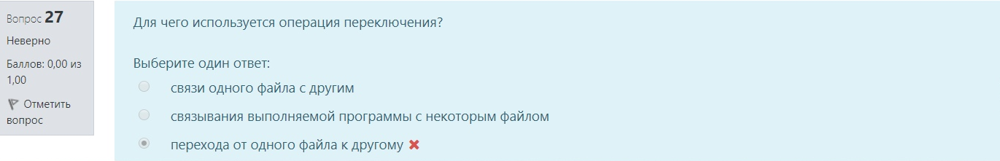 Вопрос 27
Неверно
Баллов: 0,00 из
1,00
Отметить
вопрос
Для чего используется операция переключения?
Выберите один ответ:
связи одного файла с другим
связывания выполняемой программы с некоторым файлом
перехода от одного файла к другому